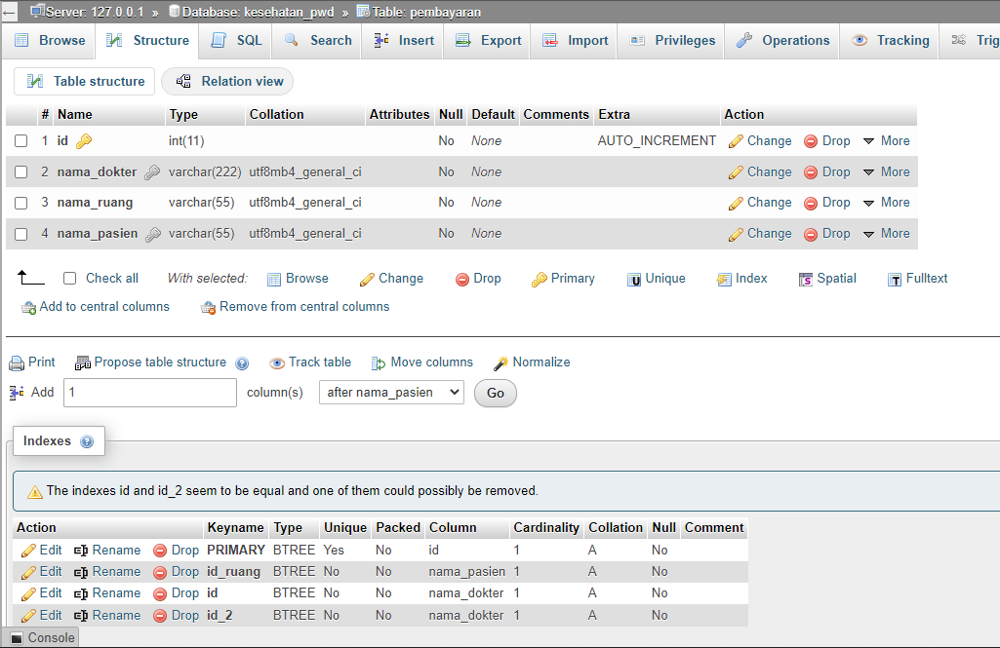 Server: 127.0.0.1 » Database: kesehatan_pwd » Table: pembayaran
Browse Structure SQL Search Insert Export Import Privileges Operations Tracking Trig
Table structure Relation view
# Name Type Collation Attributes Null Default Comments Extra Action
1 id int(11) No None AUTO_INCREMENT Change Drop More
2 nama_dokter varchar(222) utf8mb4_general_ci No None Change Drop More
3 nama_ruang varchar(55) utf8mb4_general_ci No None Change Drop More
4 nama_pasien varchar(55) utf8mb4_general_ci No None Change Drop More
Check all With selected: Browse Change Drop Primary Unique Index Spatial Fulltext
Add to central columns Remove from central columns
Print Propose table structure Track table Move columns Normalize
Add 1 column(s) after nama_pasien Go
Indexes
The indexes id and id_2 seem to be equal and one of them could possibly be removed.
Action Keyname Type Unique Packed Column Cardinality Collation Null Comment
Edit Rename Drop PRIMARY BTREE Yes No id 1 A No
Edit Rename Drop id_ruang BTREE No No nama_pasien 1 A No
Edit Rename Drop id BTREE No No nama_dokter 1 A No
Edit Rename Drop id_2 BTREE No No nama_dokter 1 A No
Console